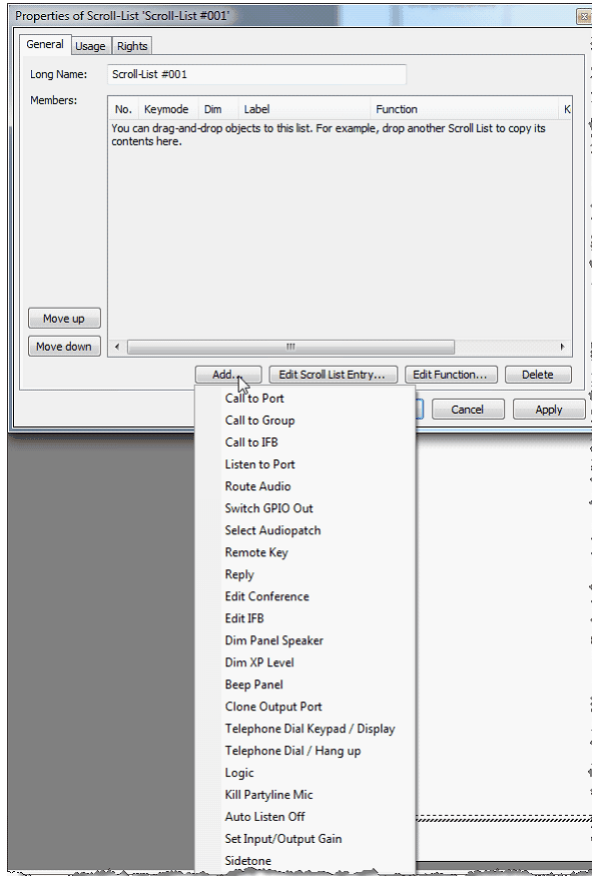 Properties of Scroll-List 'Scroll-List #001'
General Usage Rights
Long Name: Scroll-List #001
Members:
No. Keymode Dim Label Function K
You can drag-and-drop objects to this list. For example, drop another Scroll List to copy its
contents here.
Move up
Move down
Add... Edit Scroll List Entry... Edit Function... Delete
Cancel Apply
Call to Port
Call to Group
Call to IFB
Listen to Port
Route Audio
Switch GPIO Out
Select Audiopatch
Remote Key
Reply
Edit Conference
Edit IFB
Dim Panel Speaker
Dim XP Level
Beep Panel
Clone Output Port
Telephone Dial Keypad / Display
Telephone Dial / Hang up
Logic
Kill Partyline Mic
Auto Listen Off
Set Input/Output Gain
Sidetone